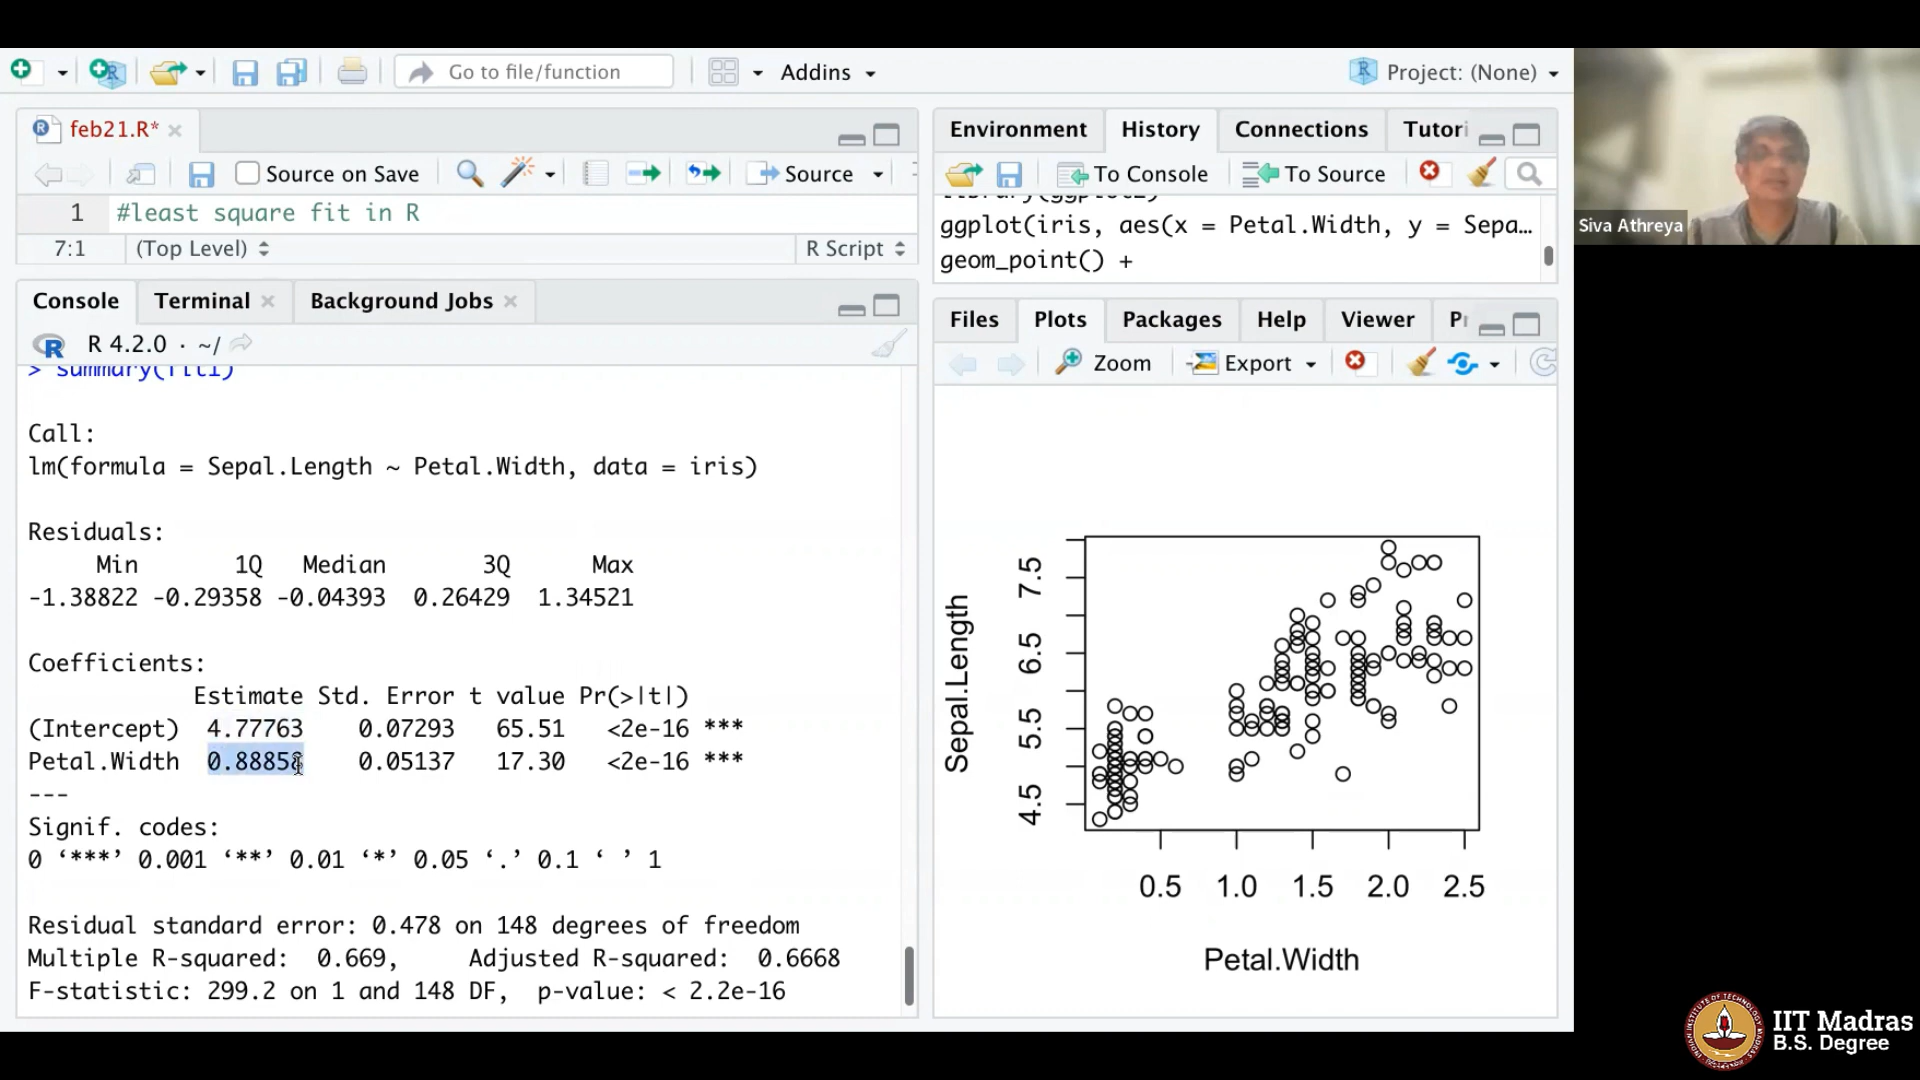 Go to file/function
Addins
Project: (None)
feb21.R*
Source on Save
Source
1 #least square fit in R
7:1 (Top Level) R Script
Console Terminal Background Jobs
R 4.2.0 · ~/
> summary(fit1)
Call:
lm(formula = Sepal.Length ~ Petal.Width, data = iris)
Residuals:
Min 1Q Median 3Q Max
-1.38822 -0.29358 -0.04393 0.26429 1.34521
Coefficients:
Estimate Std. Error t value Pr(>|t|)
(Intercept) 4.77763 0.07293 65.51 <2e-16 ***
Petal.Width 0.88858 0.05137 17.30 <2e-16 ***
---
Signif. codes:
0 ‘***’ 0.001 ‘**’ 0.01 ‘*’ 0.05 ‘.’ 0.1 ‘ ’ 1
Residual standard error: 0.478 on 148 degrees of freedom
Multiple R-squared: 0.669, Adjusted R-squared: 0.6668
F-statistic: 299.2 on 1 and 148 DF, p-value: < 2.2e-16
Environment History Connections Tutori
To Console To Source
library(ggplot2)
ggplot(iris, aes(x = Petal.Width, y = Sepa...
geom_point() +
Files Plots Packages Help Viewer
Zoom Export
Sepal.Length
7.5
6.5
5.5
4.5
0.5 1.0 1.5 2.0 2.5
Petal.Width
Siva Athreya
IIT Madras
B.S. Degree